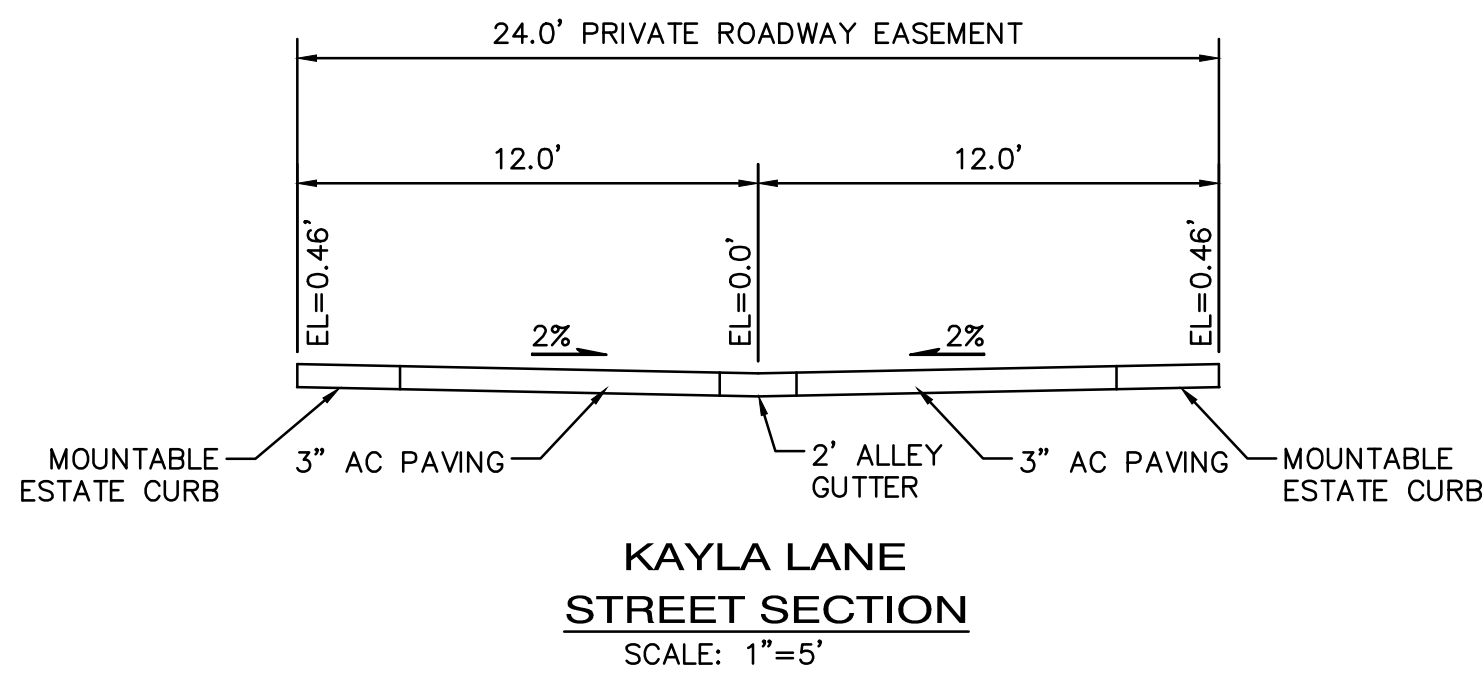 24.0' PRIVATE ROADWAY EASEMENT
12.0'
12.0'
EL=0.46'
EL=0.0'
EL=0.46'
2%
2%
MOUNTABLE
ESTATE CURB
3" AC PAVING
2' ALLEY
GUTTER
3" AC PAVING
MOUNTABLE
ESTATE CURB
KAYLA LANE
STREET SECTION
SCALE: 1"=5'